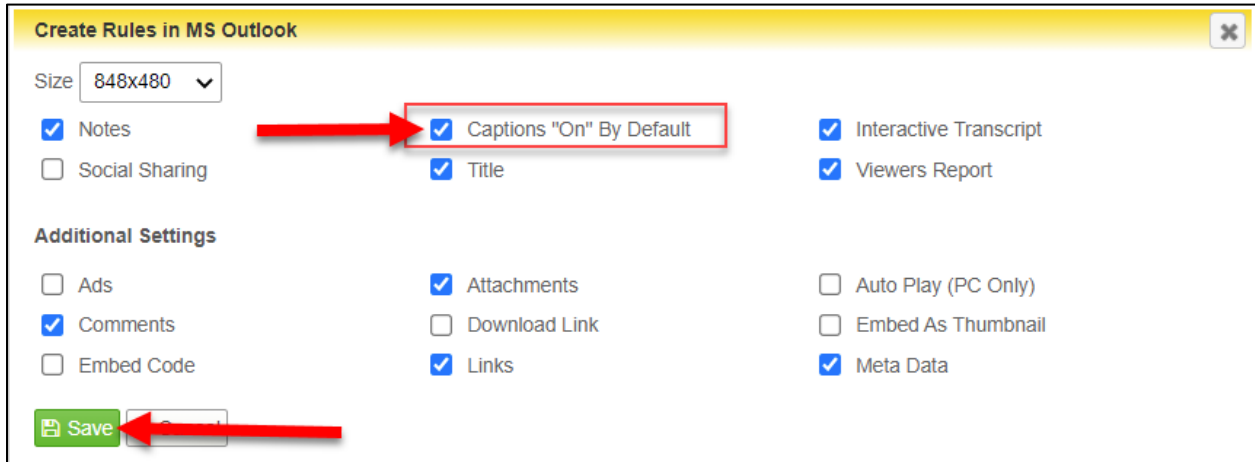 Create Rules in MS Outlook
Size 848x480
Notes Captions "On" By Default Interactive Transcript
Social Sharing Title Viewers Report
Additional Settings
Ads Attachments Auto Play (PC Only)
Comments Download Link Embed As Thumbnail
Embed Code Links Meta Data
Save